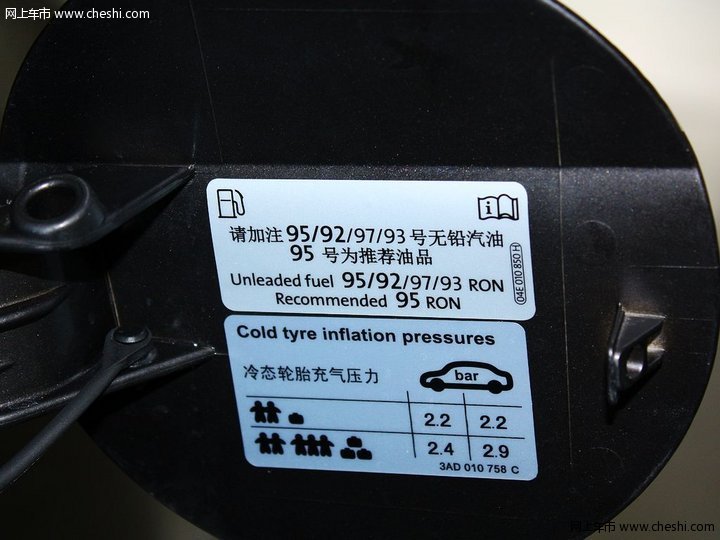 网上车市 www.cheshi.com
请加注 95/92/97/93 号无铅汽油
95 号为推荐油品
Unleaded fuel 95/92/97/93 RON
Recommended 95 RON
04E 010 850 H
Cold tyre inflation pressures
冷态轮胎充气压力
bar
2.2 2.2
2.4 2.9
3AD 010 758 C
网上车市 www.cheshi.com